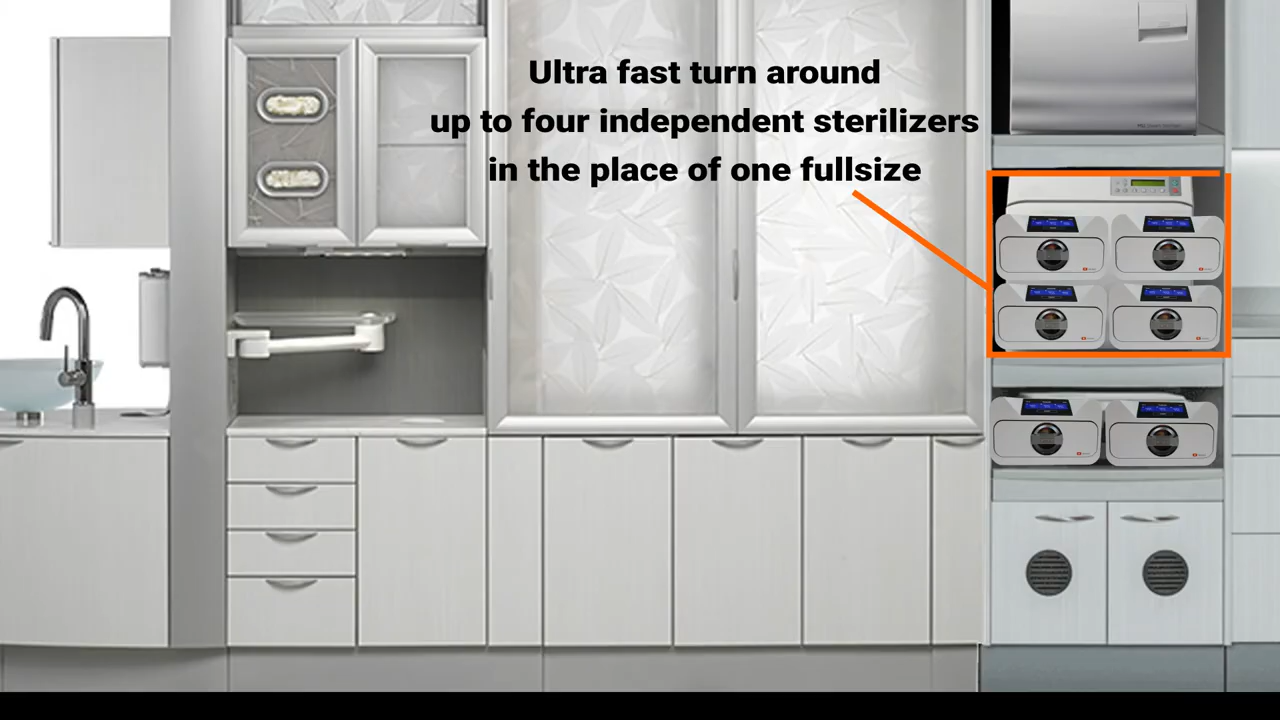 Ultra fast turn around
up to four independent sterilizers
in the place of one fullsize